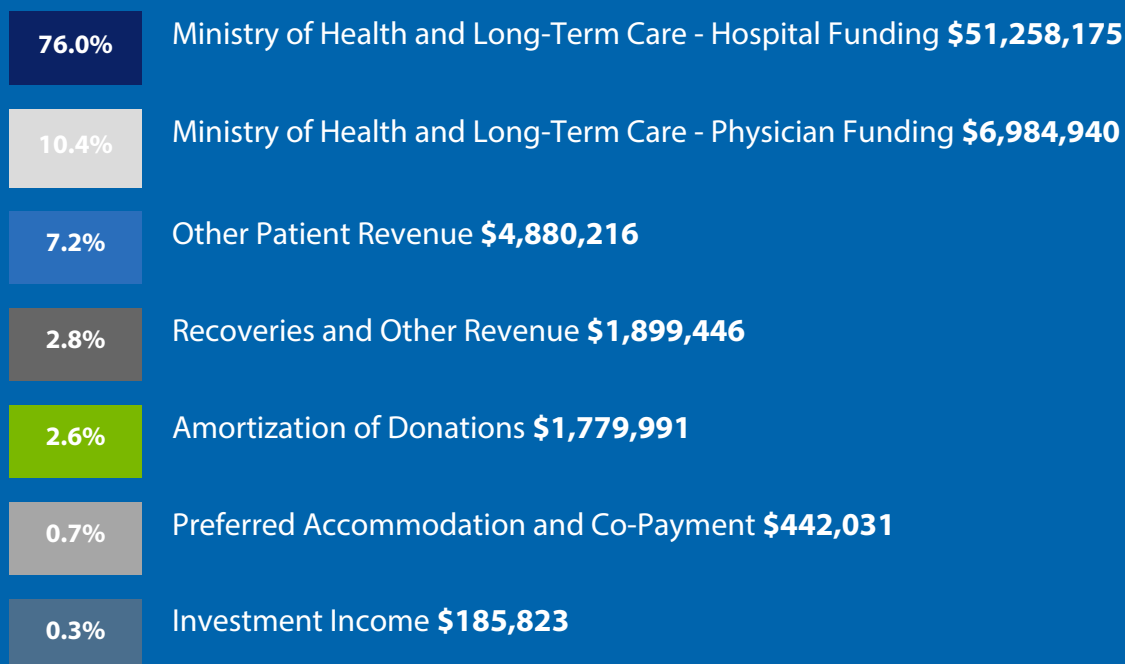 76.0% Ministry of Health and Long-Term Care - Hospital Funding $51,258,175
10.4% Ministry of Health and Long-Term Care - Physician Funding $6,984,940
7.2% Other Patient Revenue $4,880,216
2.8% Recoveries and Other Revenue $1,899,446
2.6% Amortization of Donations $1,779,991
0.7% Preferred Accommodation and Co-Payment $442,031
0.3% Investment Income $185,823